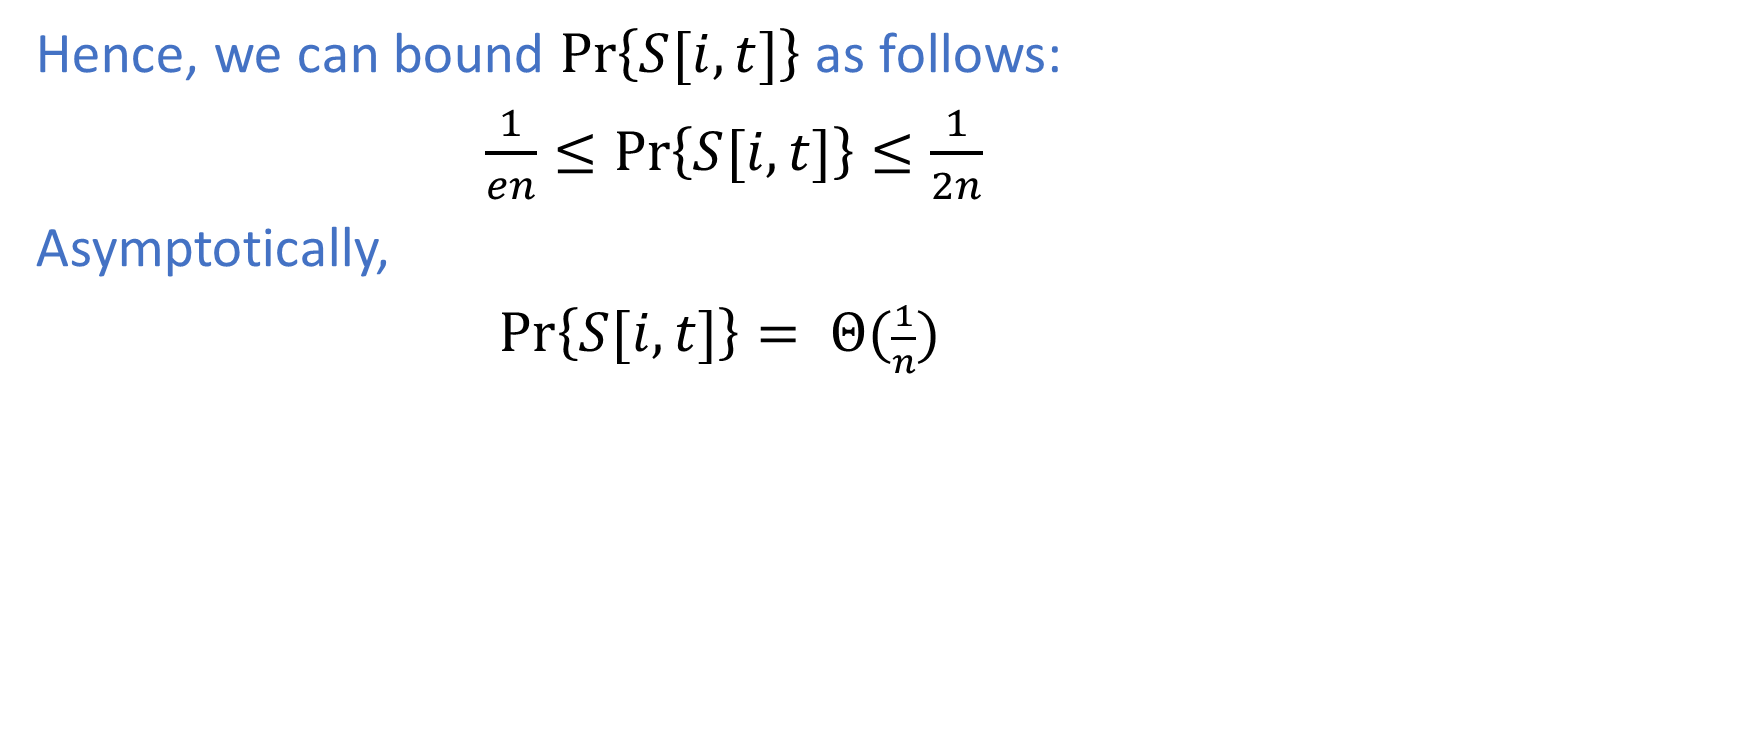 Hence, we can bound Pr{S[i, t]} as follows:
1/en ≤ Pr{S[i, t]} ≤ 1/2n
Asymptotically,
Pr{S[i, t]} = Θ(1/n)